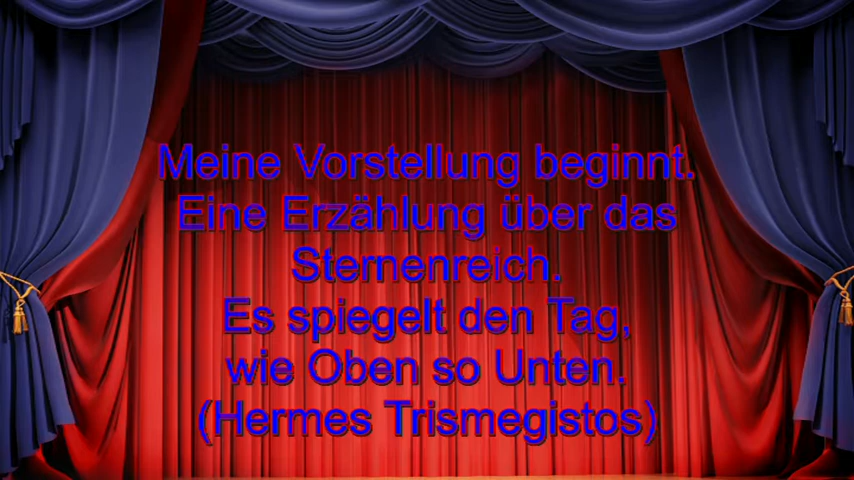 Meine Vorstellung beginnt.
Eine Erzählung über das
Sternenreich.
Es spiegelt den Tag,
wie Oben so Unten.
(Hermes Trismegistos)